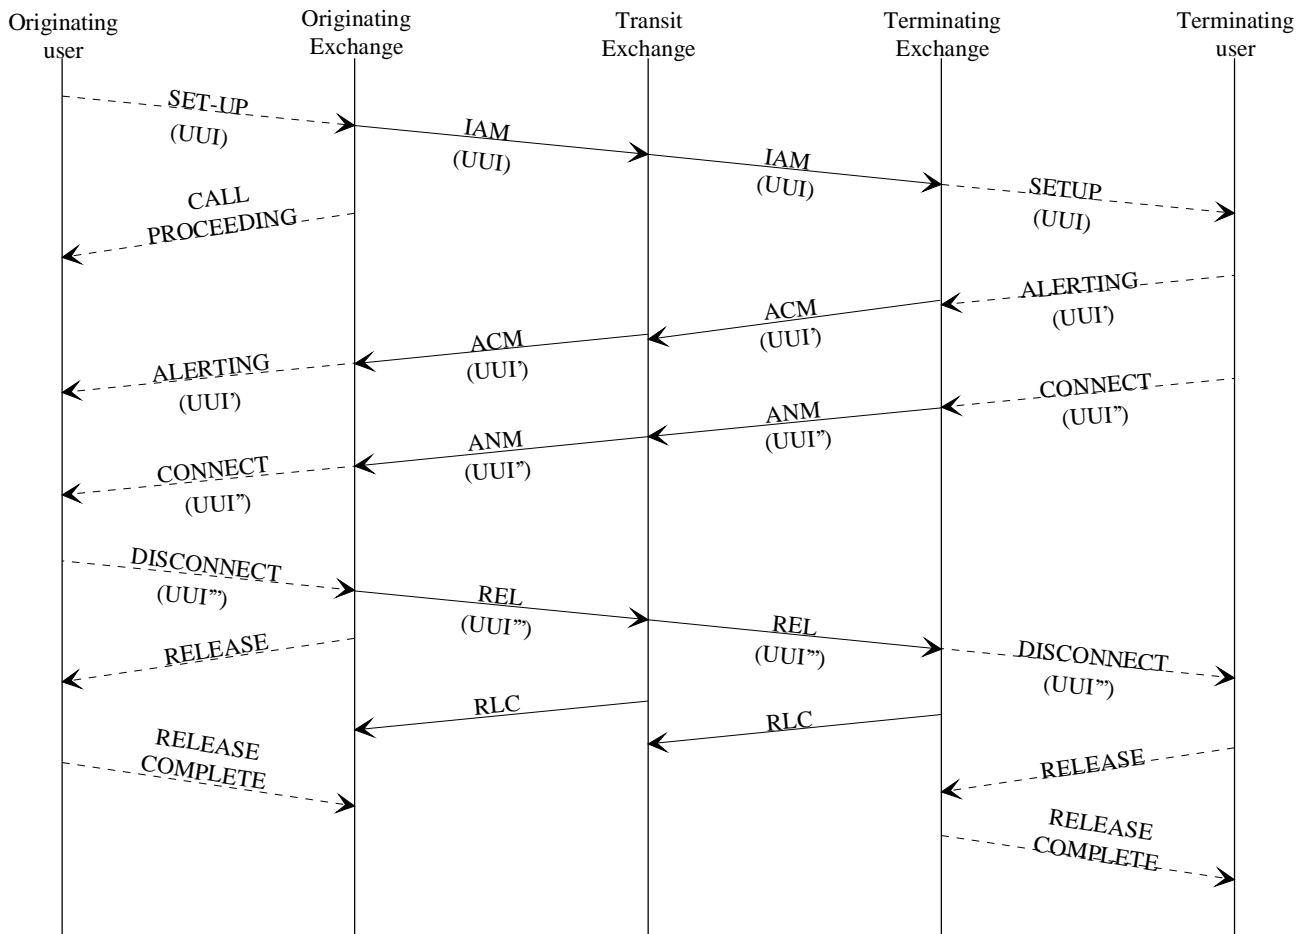 Originating
user
Originating
Exchange
Transit
Exchange
Terminating
Exchange
Terminating
user
SET-UP
(UUI)
IAM
(UUI)
IAM
(UUI)
SETUP
(UUI)
CALL
PROCEEDING
ALERTING
(UUI')
ACM
(UUI')
ACM
(UUI')
ALERTING
(UUI')
CONNECT
(UUI'')
ANM
(UUI'')
ANM
(UUI'')
CONNECT
(UUI'')
DISCONNECT
(UUI''')
REL
(UUI''')
REL
(UUI''')
DISCONNECT
(UUI''')
RELEASE
RLC
RLC
RELEASE
COMPLETE
RELEASE
RELEASE
COMPLETE